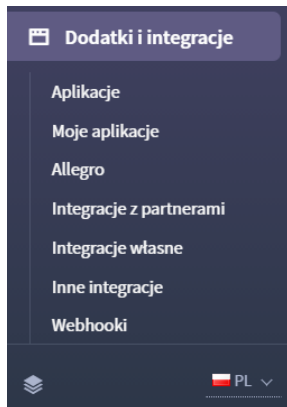 Dodatki i integracje
Aplikacje
Moje aplikacje
Allegro
Integracje z partnerami
Integracje własne
Inne integracje
Webhooki
PL